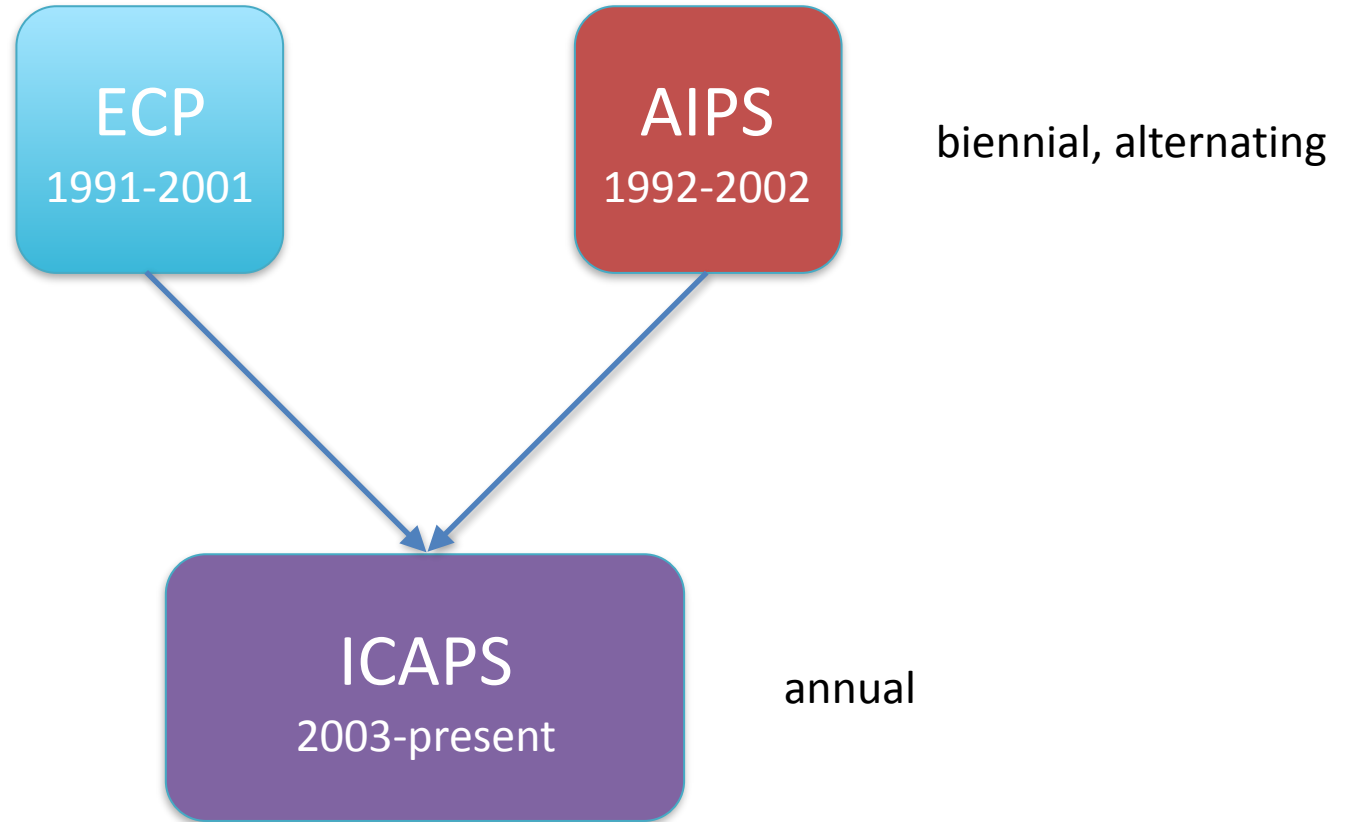 ECP
1991-2001
AIPS
1992-2002
biennial, alternating
ICAPS
2003-present
annual